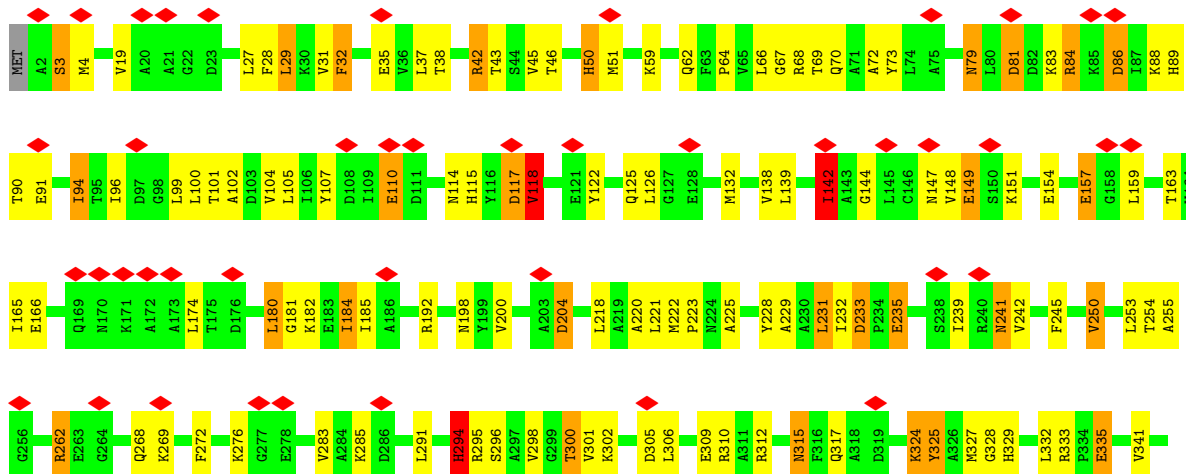 MET A2 S3 M4 V19 A20 A21 G22 D23 L27 F28 L29 K30 V31 F32 E35 V36 L37 T38 R42 T43 S44 V45 T46 H50 M51 K59 Q62 F63 P64 V65 L66 G67 R68 T69 Q70 A71 A72 Y73 L74 A75 N79 L80 D81 D82 K83 R84 K85 D86 I87 K88 H89
T90 E91 I94 T95 I96 D97 G98 L99 L100 T101 A102 D103 V104 L105 I106 Y107 D108 I109 E110 D111 N114 H115 Y116 D117 V118 E121 Y122 Q125 L126 G127 E128 M132 V138 L139 I142 A143 G144 L145 C146 N147 V148 E149 S150 K151 E154 E157 G158 L159 T163
I165 E166 Q169 N170 K171 A172 A173 L174 T175 D176 L180 G181 K182 E183 I184 I185 A186 R192 N198 Y199 V200 A203 D204 L218 A219 A220 L221 M222 P223 N224 A225 Y228 A229 A230 L231 I232 D233 P234 E235 S238 I239 R240 N241 V242 F245 V250 L253 T254 A255
G256 R262 E263 G264 Q268 K269 F272 K276 G277 E278 V283 A284 K285 D286 L291 H294 R295 S296 A297 V298 G299 T300 V301 K302 D305 L306 E309 R310 A311 R312 N315 F316 Q317 A318 D319 K324 Y325 A326 M327 G328 H329 L332 R333 P334 E335 V341